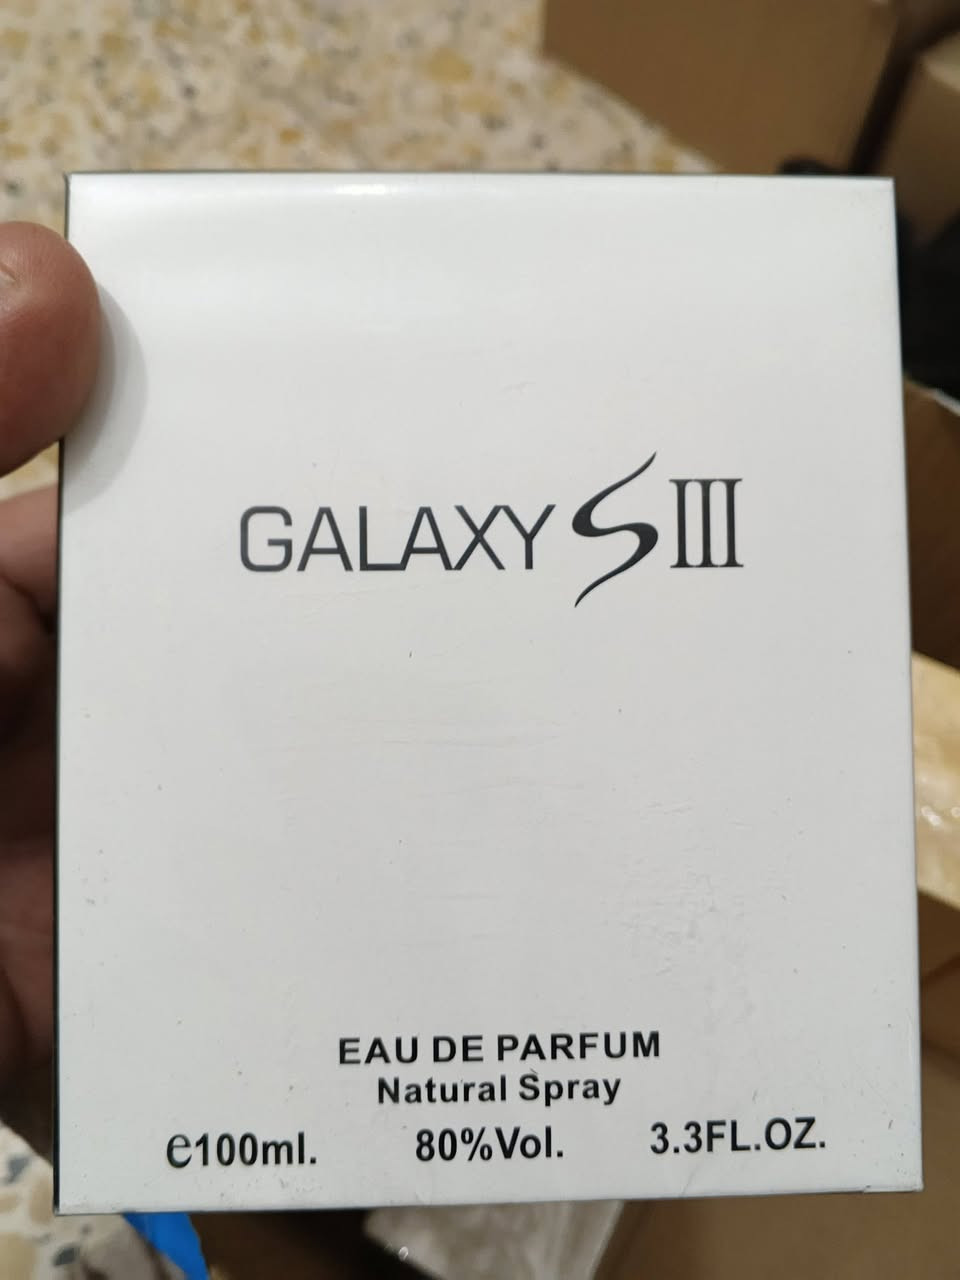 GALAXY S III
EAU DE PARFUM
Natural Spray
e100ml. 80%Vol. 3.3FL.OZ.